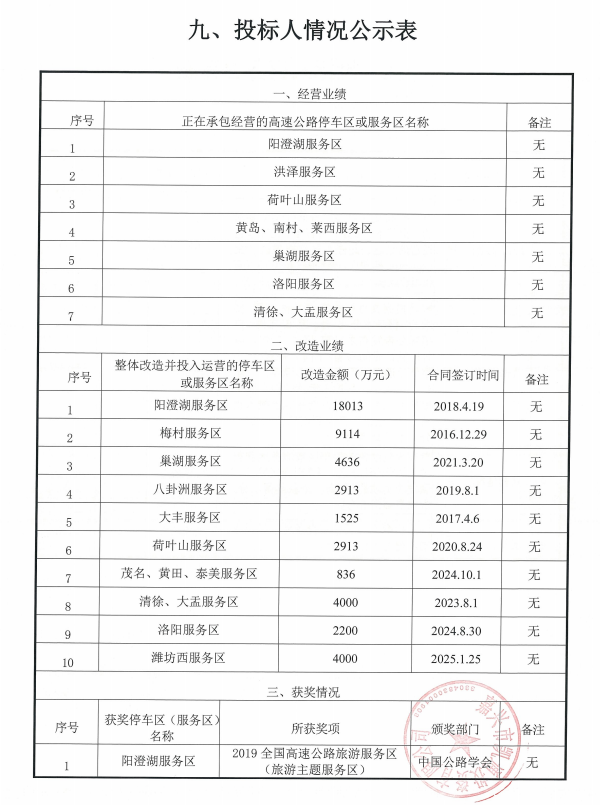 九、投标人情况公示表
一、经营业绩
序号 正在承包经营的高速公路停车区或服务区名称 备注
1 阳澄湖服务区 无
2 洪泽服务区 无
3 荷叶山服务区 无
4 黄岛、南村、莱西服务区 无
5 巢湖服务区 无
6 洛阳服务区 无
7 清徐、大盂服务区 无
二、改造业绩
序号 整体改造并投入运营的停车区 改造金额（万元） 合同签订时间 备注
或服务区名称
1 阳澄湖服务区 18013 2018.4.19 无
2 梅村服务区 9114 2016.12.29 无
3 巢湖服务区 4636 2021.3.20 无
4 八卦洲服务区 2913 2019.8.1 无
5 大丰服务区 1525 2017.4.6 无
6 荷叶山服务区 2913 2020.8.24 无
7 茂名、黄田、泰美服务区 836 2024.10.1 无
8 清徐、大盂服务区 4000 2023.8.1 无
9 洛阳服务区 2200 2024.8.30 无
10 潍坊西服务区 4000 2025.1.25 无
三、获奖情况
序号 获奖停车区（服务区） 所获奖项 颁奖部门 备注
名称
1 阳澄湖服务区 2019 全国高速公路旅游服务区 中国公路学会 无
（旅游主题服务区）